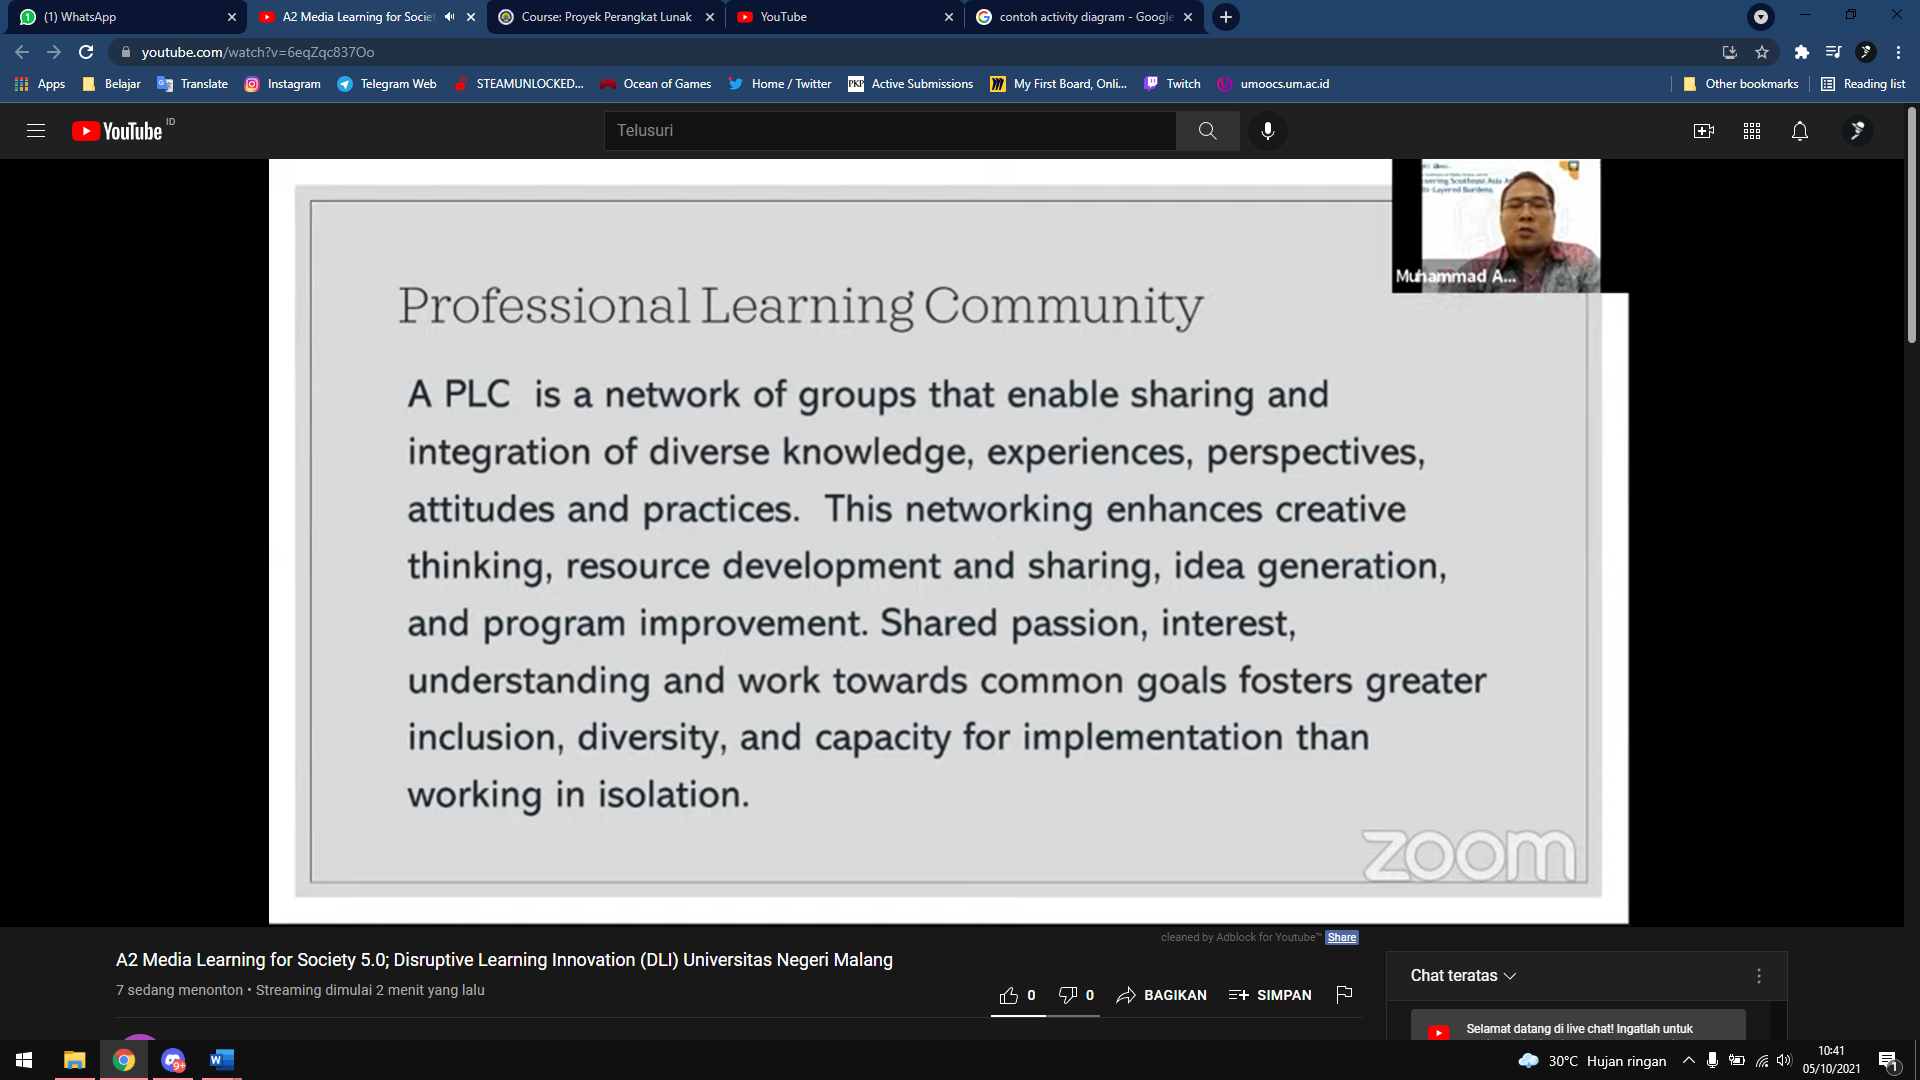 (1) WhatsApp
A2 Media Learning for Societ
Course: Proyek Perangkat Lunak
YouTube
contoh activity diagram - Google
youtube.com/watch?v=6eqZqc837Oo
Apps
Belajar
Translate
Instagram
Telegram Web
STEAMUNLOCKED...
Ocean of Games
Home / Twitter
PKP
Active Submissions
My First Board, Onli...
Twitch
umoocs.um.ac.id
Other bookmarks
Reading list
YouTube ID
Telusuri
Muhammad A...
Professional Learning Community
A PLC is a network of groups that enable sharing and
integration of diverse knowledge, experiences, perspectives,
attitudes and practices. This networking enhances creative
thinking, resource development and sharing, idea generation,
and program improvement. Shared passion, interest,
understanding and work towards common goals fosters greater
inclusion, diversity, and capacity for implementation than
working in isolation.
zoom
cleaned by Adblock for Youtube™ Share
A2 Media Learning for Society 5.0; Disruptive Learning Innovation (DLI) Universitas Negeri Malang
7 sedang menonton • Streaming dimulai 2 menit yang lalu
0
0
BAGIKAN
SIMPAN
Chat teratas
Selamat datang di live chat! Ingatlah untuk
9+
30°C Hujan ringan
10:41
05/10/2021
1